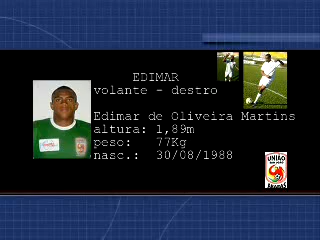 EDIMAR
volante - destro
Edimar de Oliveira Martins
altura: 1,89m
peso: 77Kg
nasc.: 30/08/1988
UNIÃO